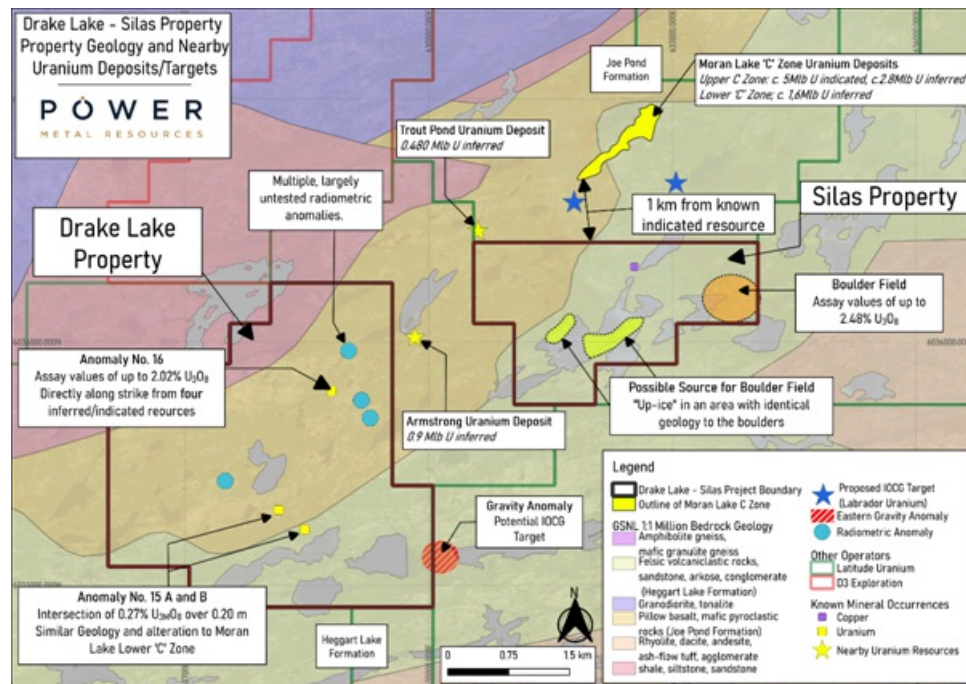 Drake Lake - Silas Property
Property Geology and Nearby
Uranium Deposits/Targets
POWER
METAL RESOURCES
Joe Pond
Formation
Moran Lake 'C' Zone Uranium Deposits
Upper C Zone: c. 5Mlb U indicated, c.2.8Mlb U inferred
Lower 'C' Zone; c. 1,6Mlb U inferred
Trout Pond Uranium Deposit
0.480 Mlb U inferred
Multiple, largely
untested radiometric
anomalies.
1 km from known
indicated resource
Silas Property
Drake Lake
Property
Boulder Field
Assay values of up to
2.48% U₃O₈
6036000.000N
Anomaly No. 16
Assay values of up to 2.02% U₃O₈
Directly along strike from four
inferred/indicated reources
Possible Source for Boulder Field
"Up-ice" in an area with identical
geology to the boulders
Armstrong Uranium Deposit
0.9 Mlb U inferred
Gravity Anomaly
Potential IOCG
Target
Anomaly No. 15 A and B
Intersection of 0.27% U₃₍₈₎O₈ over 0.20 m
Similar Geology and alteration to Moran
Lake Lower 'C' Zone
Heggart Lake
Formation
N
0 0.75 1.5 km
Legend
Drake Lake - Silas Project Boundary
Outline of Moran Lake C Zone
GSNL 1:1 Million Bedrock Geology
Amphibolite gneiss,
mafic granulite gneiss
Felsic volcaniclastic rocks,
sandstone, arkose, conglomerate
(Heggart Lake Formation)
Granodiorite, tonalite
Pillow basalt, mafic pyroclastic
rocks (Joe Pond Formation)
Rhyolite, dacite, andesite,
ash-flow tuff, agglomerate
shale, siltstone, sandstone
Proposed IOCG Target
(Labrador Uranium)
Eastern Gravity Anomaly
Radiometric Anomaly
Other Operators
Latitude Uranium
D3 Exploration
Known Mineral Occurrences
Copper
Uranium
Nearby Uranium Resources